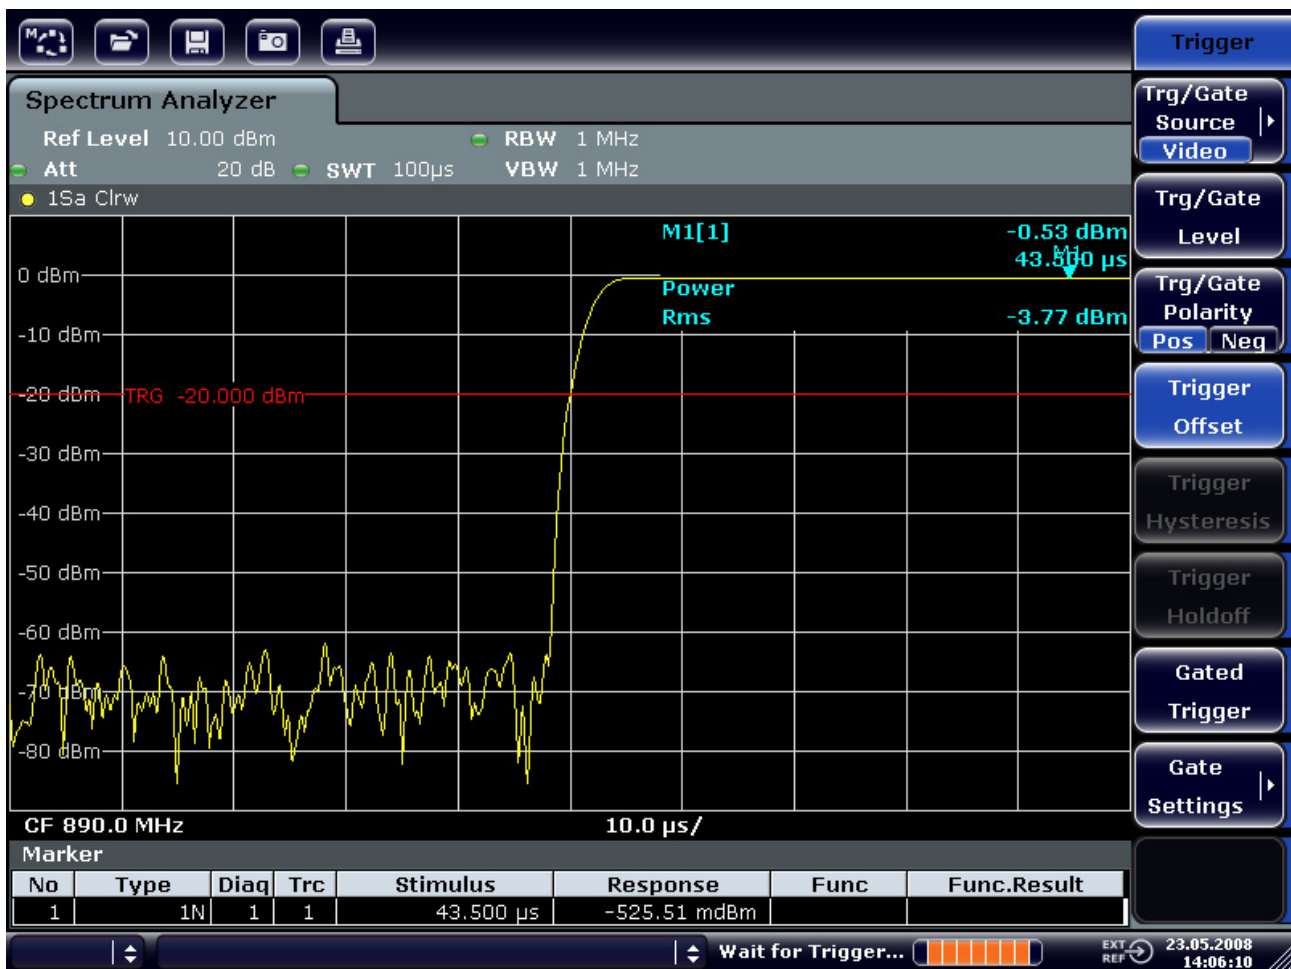 Trigger
Spectrum Analyzer
Ref Level 10.00 dBm
RBW 1 MHz
Att 20 dB
SWT 100µs
VBW 1 MHz
1Sa Clrw
M1[1] -0.53 dBm
43.500 µs
M1
Power
Rms -3.77 dBm
0 dBm
-10 dBm
-20 dBm
TRG -20.000 dBm
-30 dBm
-40 dBm
-50 dBm
-60 dBm
-70 dBm
-80 dBm
CF 890.0 MHz
10.0 µs/
Marker
No Type Diaq Trc Stimulus Response Func Func.Result
1 1N 1 1 43.500 µs -525.51 mdBm
Wait for Trigger...
EXT
REF
23.05.2008
14:06:10
Trg/Gate
Source
Video
Trg/Gate
Level
Trg/Gate
Polarity
Pos Neg
Trigger
Offset
Trigger
Hysteresis
Trigger
Holdoff
Gated
Trigger
Gate
Settings
M